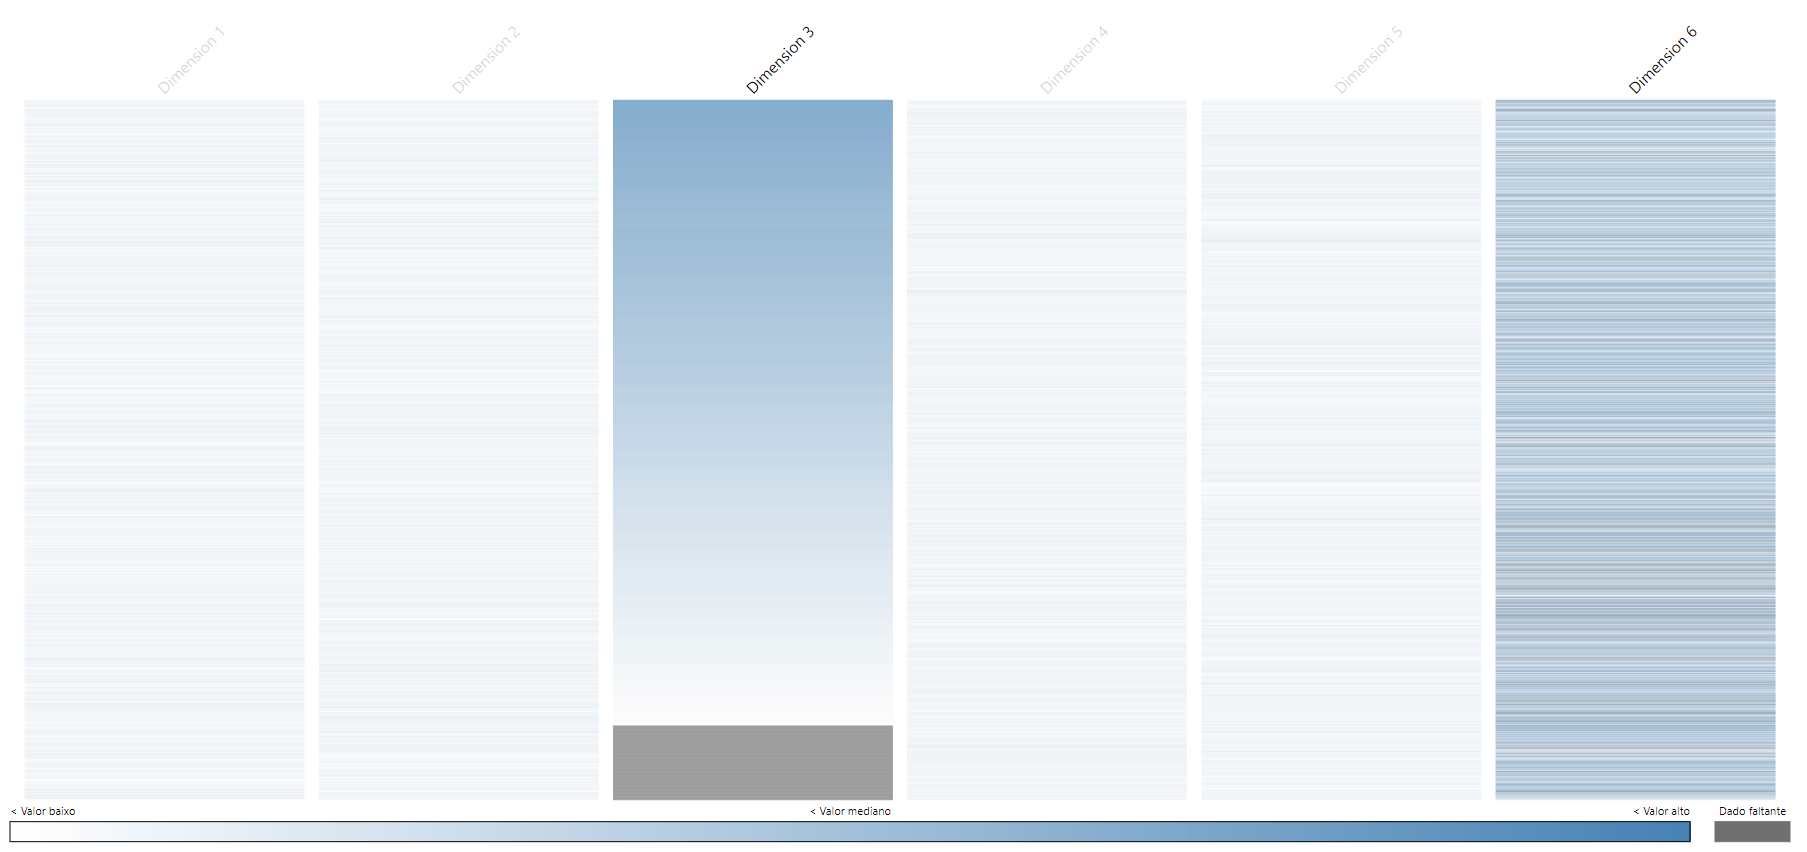 Dimension 1
Dimension 2
Dimension 3
Dimension 4
Dimension 5
Dimension 6
< Valor baixo
< Valor mediano
< Valor alto
Dado faltante